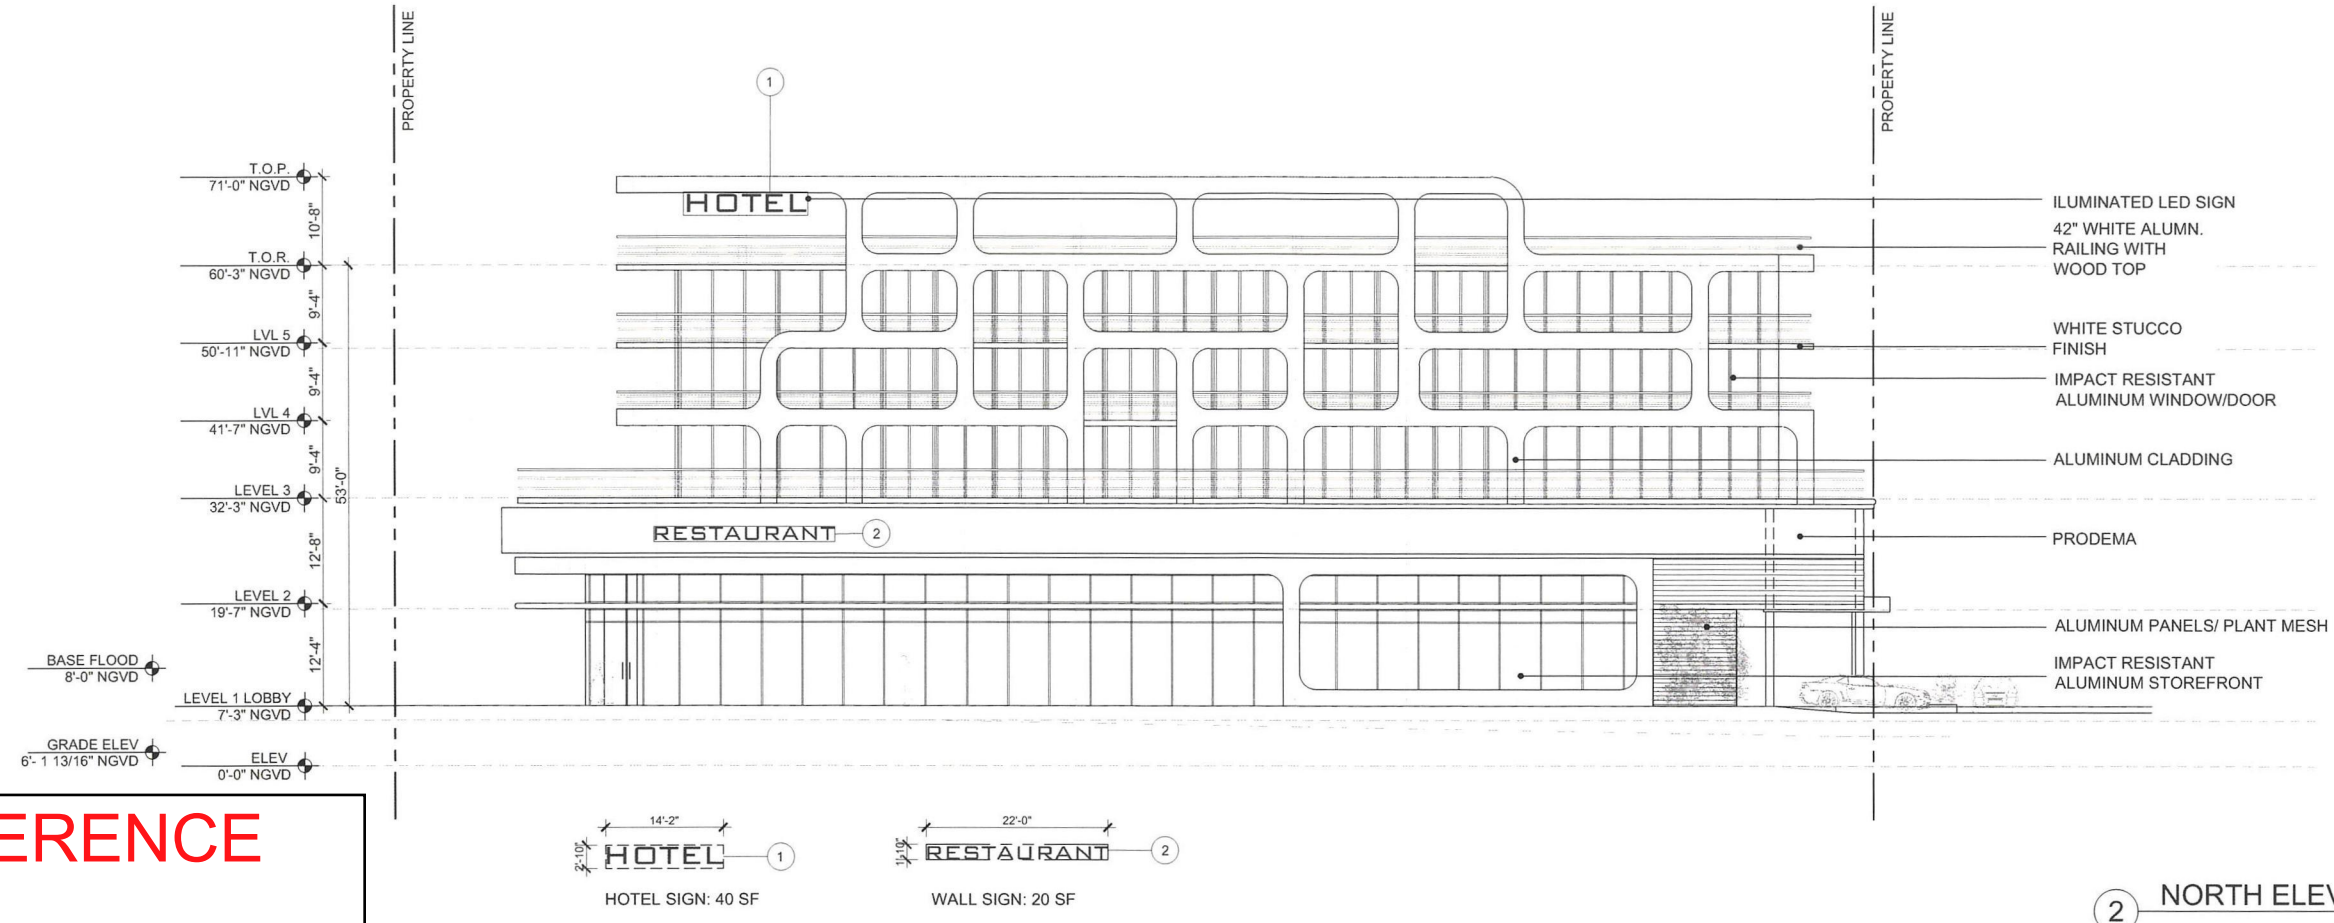 PROPERTY LINE
PROPERTY LINE
1
T.O.P.
71'-0" NGVD
10'-8"
T.O.R.
60'-3" NGVD
9'-4"
LVL 5
50'-11" NGVD
9'-4"
LVL 4
41'-7" NGVD
9'-4"
LEVEL 3
32'-3" NGVD
53'-0"
12'-8"
LEVEL 2
19'-7" NGVD
12'-4"
BASE FLOOD
8'-0" NGVD
LEVEL 1 LOBBY
7'-3" NGVD
GRADE ELEV
6'- 1 13/16" NGVD
ELEV
0'-0" NGVD
HOTEL
RESTAURANT
2
ILUMINATED LED SIGN
42" WHITE ALUMN.
RAILING WITH
WOOD TOP
WHITE STUCCO
FINISH
IMPACT RESISTANT
ALUMINUM WINDOW/DOOR
ALUMINUM CLADDING
PRODEMA
ALUMINUM PANELS/ PLANT MESH
IMPACT RESISTANT
ALUMINUM STOREFRONT
ERENCE
14'-2"
2'-10"
HOTEL
1
HOTEL SIGN: 40 SF
22'-0"
1'-10"
RESTAURANT
2
WALL SIGN: 20 SF
2
NORTH ELEV